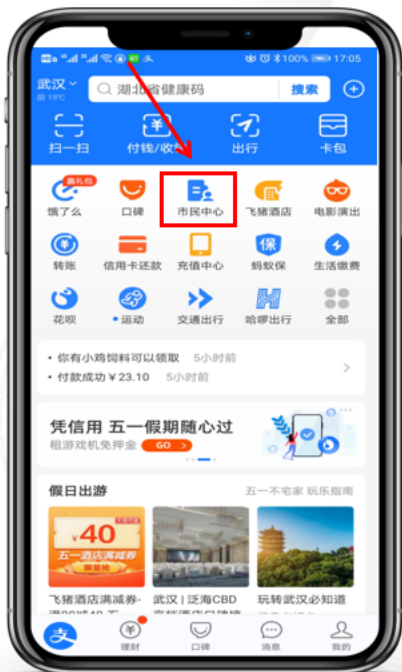 100% 17:05
武汉
阴 19℃
湖北省健康码
搜索
扫一扫
付钱/收
出行
卡包
赢礼包
饿了么
口碑
市民中心
飞猪酒店
电影演出
转账
信用卡还款
充值中心
保
蚂蚁保
生活缴费
花呗
运动
交通出行
哈啰出行
全部
• 你有小鸡饲料可以领取 5小时前
• 付款成功￥23.10 5小时前
凭信用 五一假期随心过
租游戏机免押金 GO
假日出游
五一不宅家 玩乐指南
￥40
五一酒店满减券
限量抢
飞猪酒店满减券-
武汉 | 泛海CBD
玩转武汉必知道
支
理财
口碑
消息
我的